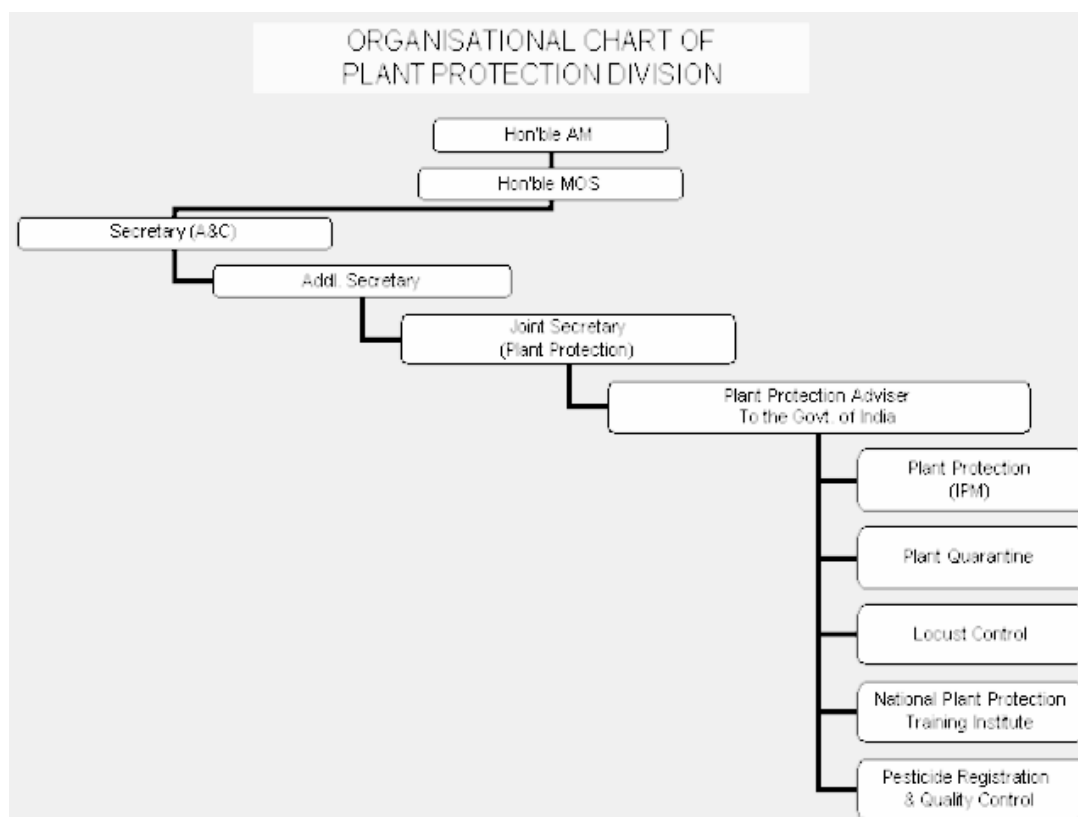 ORGANISATIONAL CHART OF
PLANT PROTECTION DIVISION
Hon'ble AM
Hon'ble MOS
Secretary (A&C)
Addl. Secretary
Joint Secretary
(Plant Protection)
Plant Protection Adviser
To the Govt. of India
Plant Protection
(IPM)
Plant Quarantine
Locust Control
National Plant Protection
Training Institute
Pesticide Registration
& Quality Control